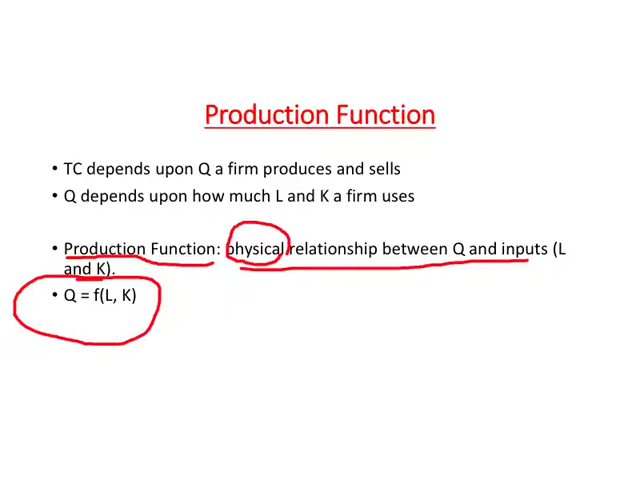 Production Function
• TC depends upon Q a firm produces and sells
• Q depends upon how much L and K a firm uses
• Production Function: physical relationship between Q and inputs (L
and K).
• Q = f(L, K)